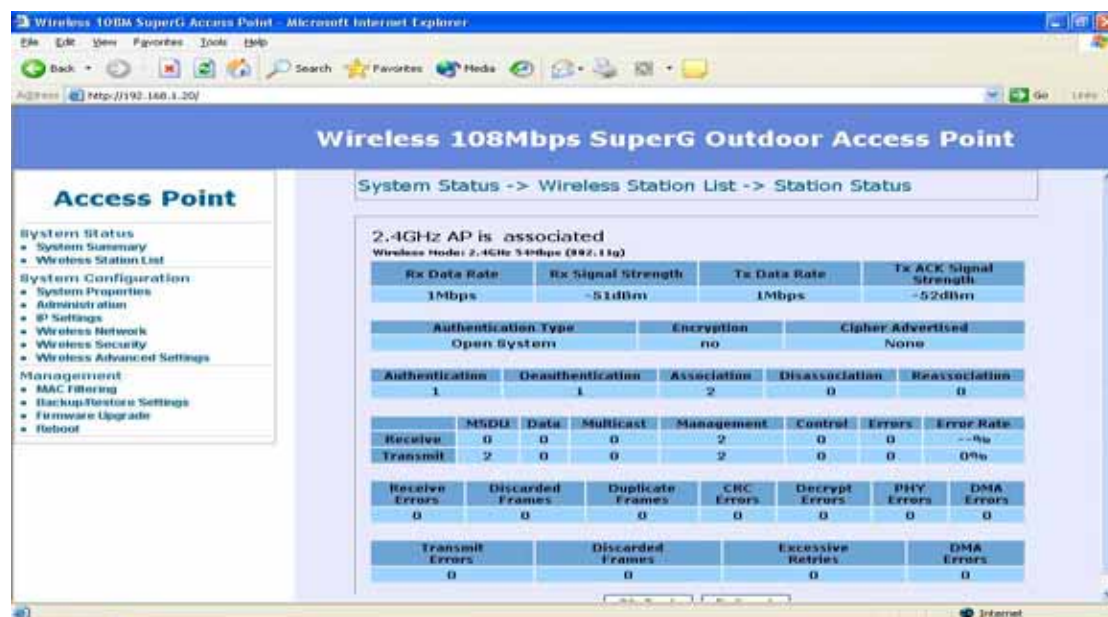 Wireless 108M SuperG Access Point - Microsoft Internet Explorer
File Edit View Favorites Tools Help
Back Search Favorites Media
Address http://192.168.1.20/ Go Links
Wireless 108Mbps SuperG Outdoor Access Point
Access Point
System Status
System Summary
Wireless Station List
System Configuration
System Properties
Administration
IP Settings
Wireless Network
Wireless Security
Wireless Advanced Settings
Management
MAC Filtering
Backup/Restore Settings
Firmware Upgrade
Reboot
System Status -> Wireless Station List -> Station Status
2.4GHz AP is associated
Wireless Mode: 2.4GHz 54Mbps (802.11g)
Rx Data Rate Rx Signal Strength Tx Data Rate Tx ACK Signal Strength
1Mbps -51dBm 1Mbps -52dBm
Authentication Type Encryption Cipher Advertised
Open System no None
Authentication Deauthentication Association Disassociation Reassociation
1 1 2 0 0
MSDU Data Multicast Management Control Errors Error Rate
Receive 0 0 0 2 0 0 --%
Transmit 2 0 0 2 0 0 0%
Receive Errors Discarded Frames Duplicate Frames CRC Errors Decrypt Errors PHY Errors DMA Errors
0 0 0 0 0 0 0
Transmit Errors Discarded Frames Excessive Retries DMA Errors
0 0 0 0
Internet